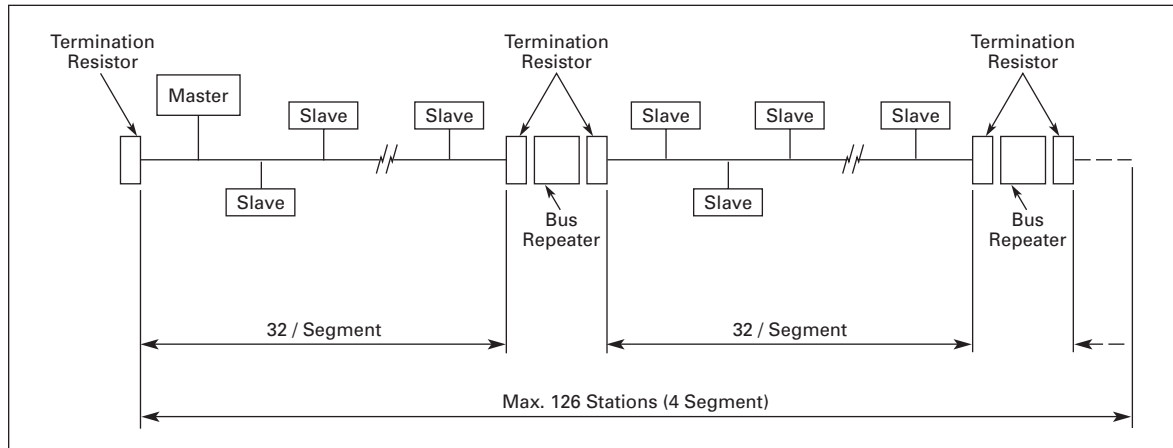 Termination
Resistor
Termination
Resistor
Termination
Resistor
Master
Slave
Slave
Slave
Slave
Slave
Slave
Slave
Bus
Repeater
Bus
Repeater
32 / Segment
32 / Segment
Max. 126 Stations (4 Segment)